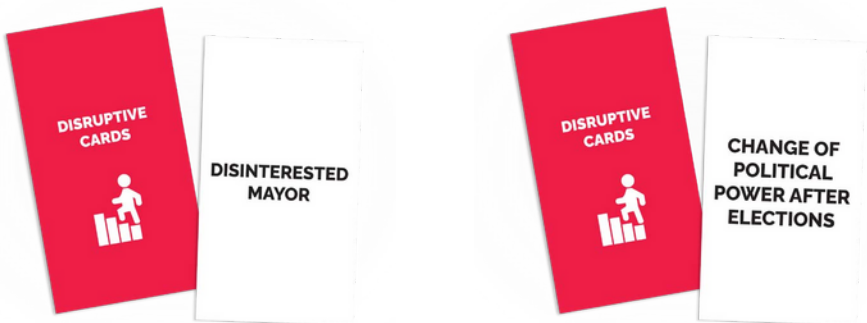 DISRUPTIVE
CARDS
DISINTERESTED
MAYOR
DISRUPTIVE
CARDS
CHANGE OF
POLITICAL
POWER AFTER
ELECTIONS